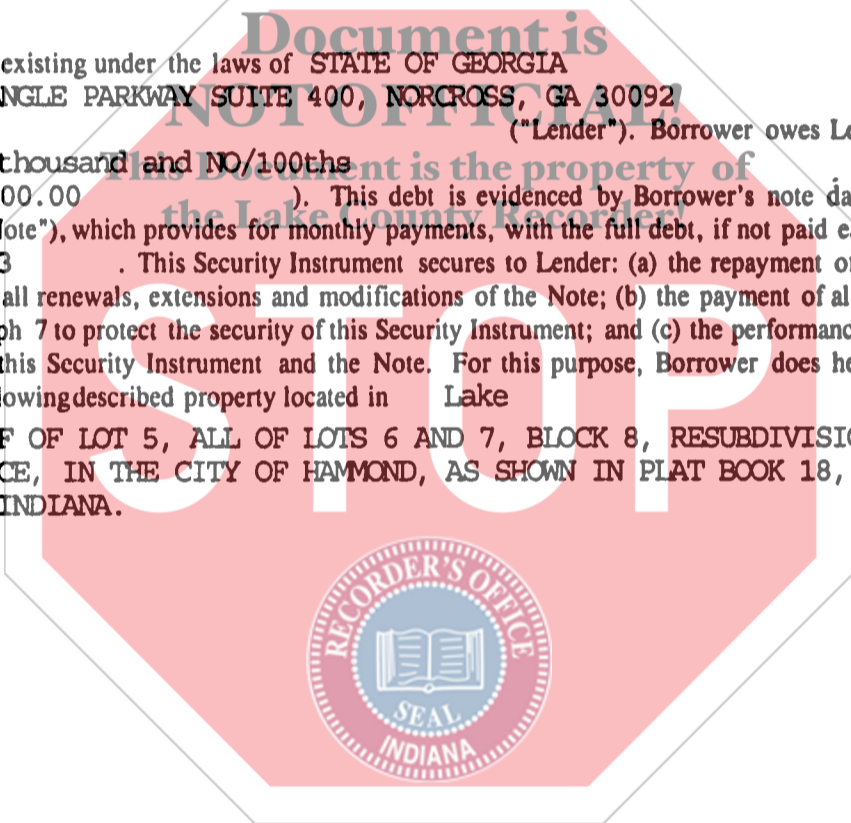 Document is
existing under the laws of STATE OF GEORGIA
NGLE PARKWAY SUITE 400, NORCROSS, GA 30092
NOT OFFICIAL!
("Lender"). Borrower owes Le
thousand and NO/100ths
This Document is the property of
00.00 ). This debt is evidenced by Borrower's note da
the Lake County Recorder!
ote"), which provides for monthly payments, with the full debt, if not paid e
3 . This Security Instrument secures to Lender: (a) the repayment o
all renewals, extensions and modifications of the Note; (b) the payment of al
ph 7 to protect the security of this Security Instrument; and (c) the performanc
this Security Instrument and the Note. For this purpose, Borrower does he
owing described property located in Lake
F OF LOT 5, ALL OF LOTS 6 AND 7, BLOCK 8, RESUBDIVISI
CE, IN THE CITY OF HAMMOND, AS SHOWN IN PLAT BOOK 18,
INDIANA.
STOP
RECORDER'S OFFICE
SEAL
INDIANA